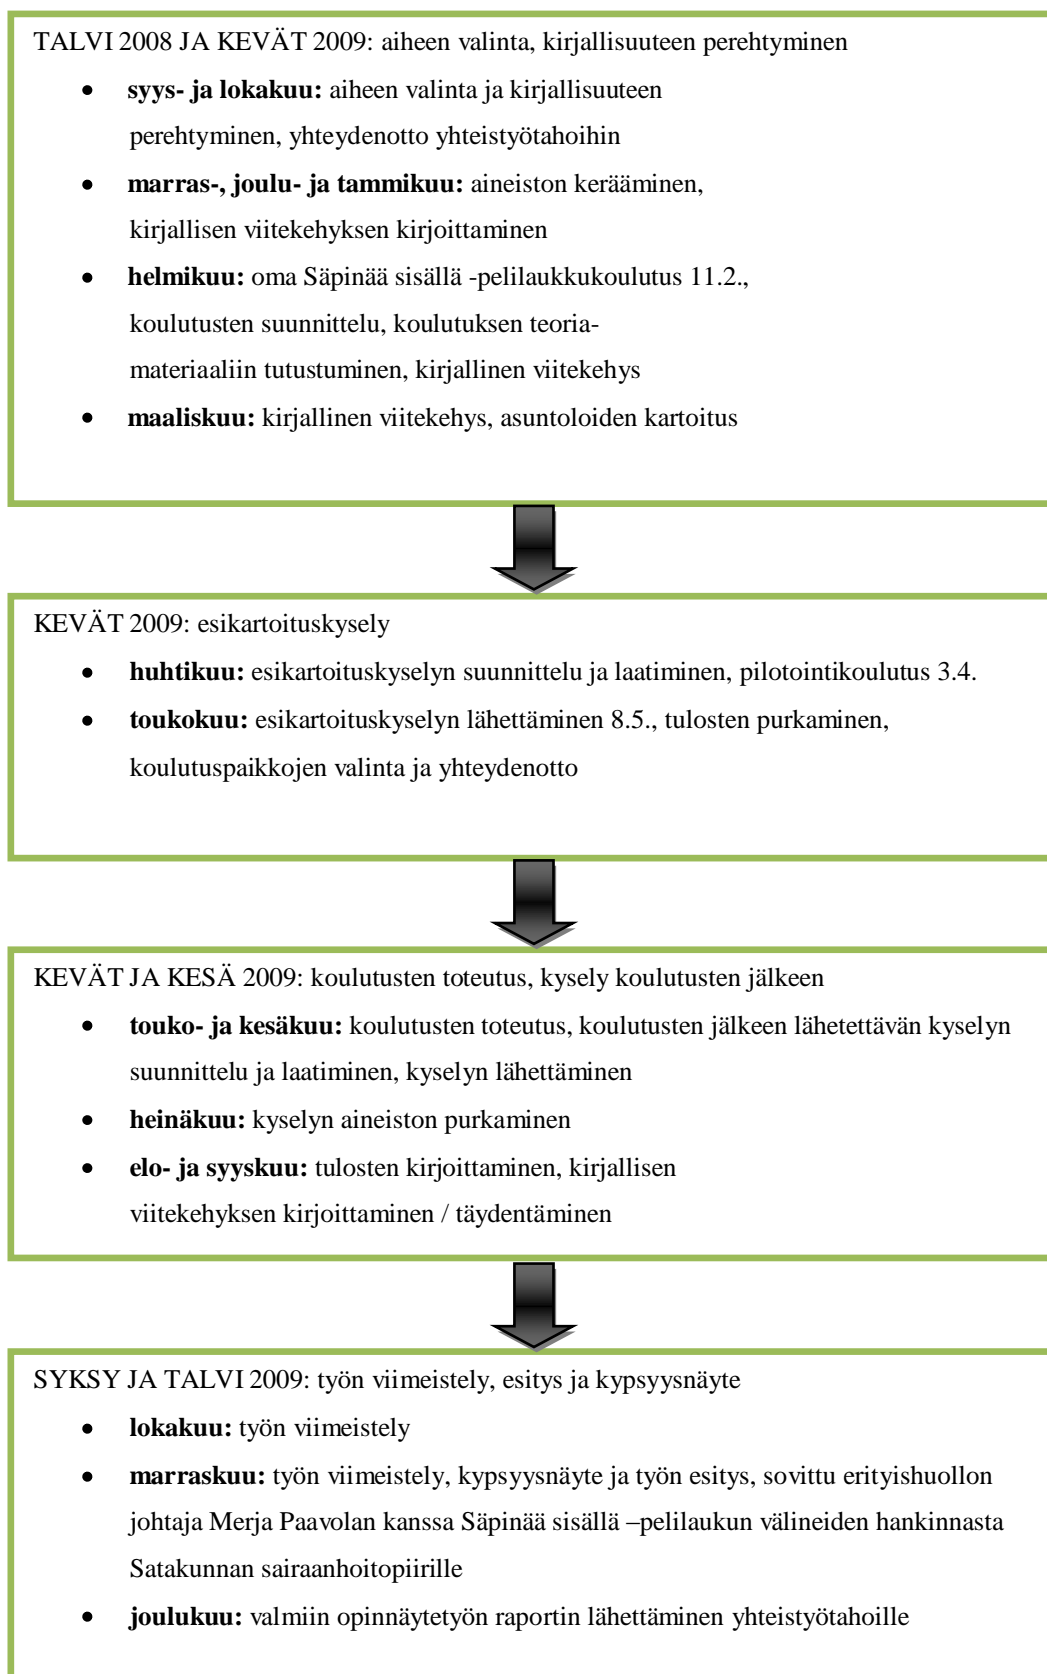 TALVI 2008 JA KEVÄT 2009: aiheen valinta, kirjallisuuteen perehtyminen
• syys- ja lokakuu: aiheen valinta ja kirjallisuuteen
perehtyminen, yhteydenotto yhteistyötahoihin
• marras-, joulu- ja tammikuu: aineiston kerääminen,
kirjallisen viitekehyksen kirjoittaminen
• helmikuu: oma Säpinää sisällä -pelilaukkukoulutus 11.2.,
koulutusten suunnittelu, koulutuksen teoria-
materiaaliin tutustuminen, kirjallinen viitekehys
• maaliskuu: kirjallinen viitekehys, asuntoloiden kartoitus
KEVÄT 2009: esikartoituskysely
• huhtikuu: esikartoituskyselyn suunnittelu ja laatiminen, pilotointikoulutus 3.4.
• toukokuu: esikartoituskyselyn lähettäminen 8.5., tulosten purkaminen,
koulutuspaikkojen valinta ja yhteydenotto
KEVÄT JA KESÄ 2009: koulutusten toteutus, kysely koulutusten jälkeen
• touko- ja kesäkuu: koulutusten toteutus, koulutusten jälkeen lähetettävän kyselyn
suunnittelu ja laatiminen, kyselyn lähettäminen
• heinäkuu: kyselyn aineiston purkaminen
• elo- ja syyskuu: tulosten kirjoittaminen, kirjallisen
viitekehyksen kirjoittaminen / täydentäminen
SYKSY JA TALVI 2009: työn viimeistely, esitys ja kypsyysnäyte
• lokakuu: työn viimeistely
• marraskuu: työn viimeistely, kypsyysnäyte ja työn esitys, sovittu erityishuollon
johtaja Merja Paavolan kanssa Säpinää sisällä –pelilaukun välineiden hankinnasta
Satakunnan sairaanhoitopiirille
• joulukuu: valmiin opinnäytetyön raportin lähettäminen yhteistyötahoille